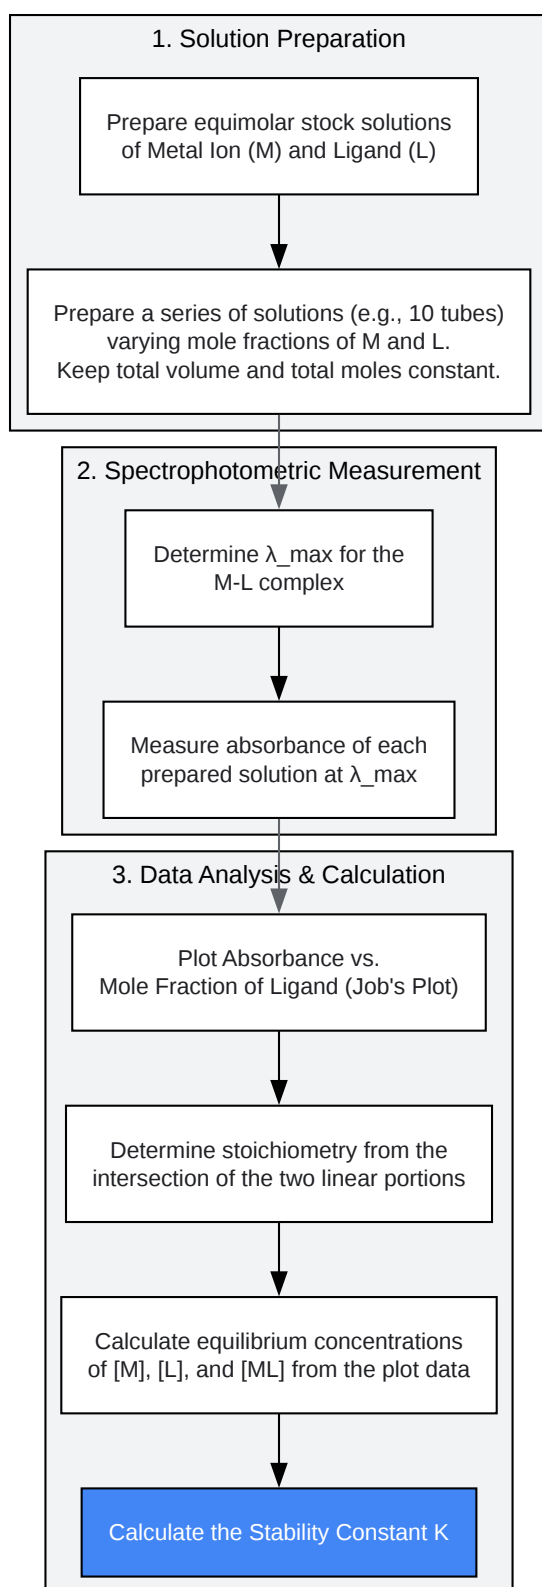 1. Solution Preparation
Prepare equimolar stock solutions
of Metal Ion (M) and Ligand (L)
Prepare a series of solutions (e.g., 10 tubes)
varying mole fractions of M and L.
Keep total volume and total moles constant.
2. Spectrophotometric Measurement
Determine λ_max for the
M-L complex
Measure absorbance of each
prepared solution at λ_max
3. Data Analysis & Calculation
Plot Absorbance vs.
Mole Fraction of Ligand (Job's Plot)
Determine stoichiometry from the
intersection of the two linear portions
Calculate equilibrium concentrations
of [M], [L], and [ML] from the plot data
Calculate the Stability Constant K